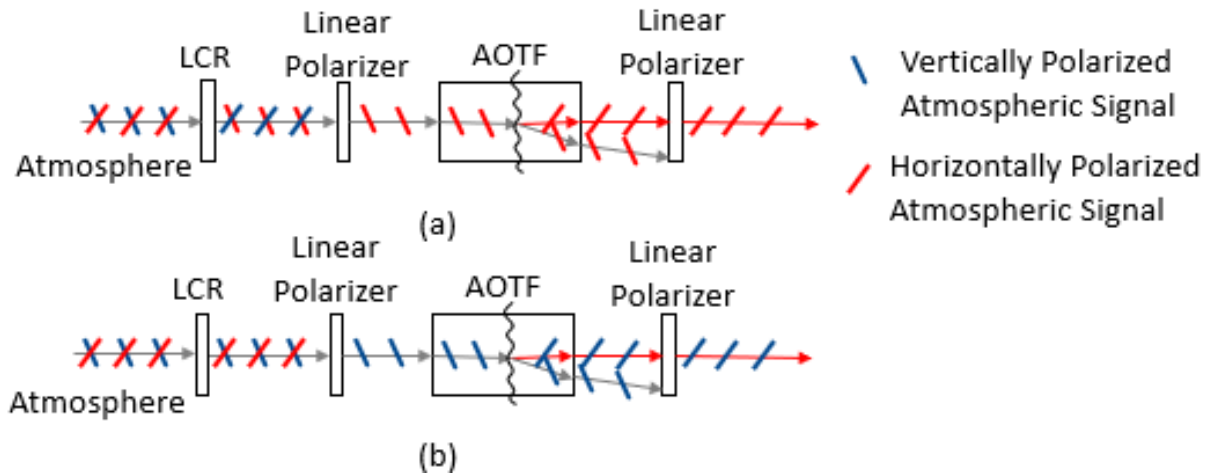 Linear
Polarizer
LCR
AOTF
Linear
Polarizer
Atmosphere
(a)
Vertically Polarized
Atmospheric Signal
Horizontally Polarized
Atmospheric Signal
Linear
Polarizer
LCR
AOTF
Linear
Polarizer
Atmosphere
(b)